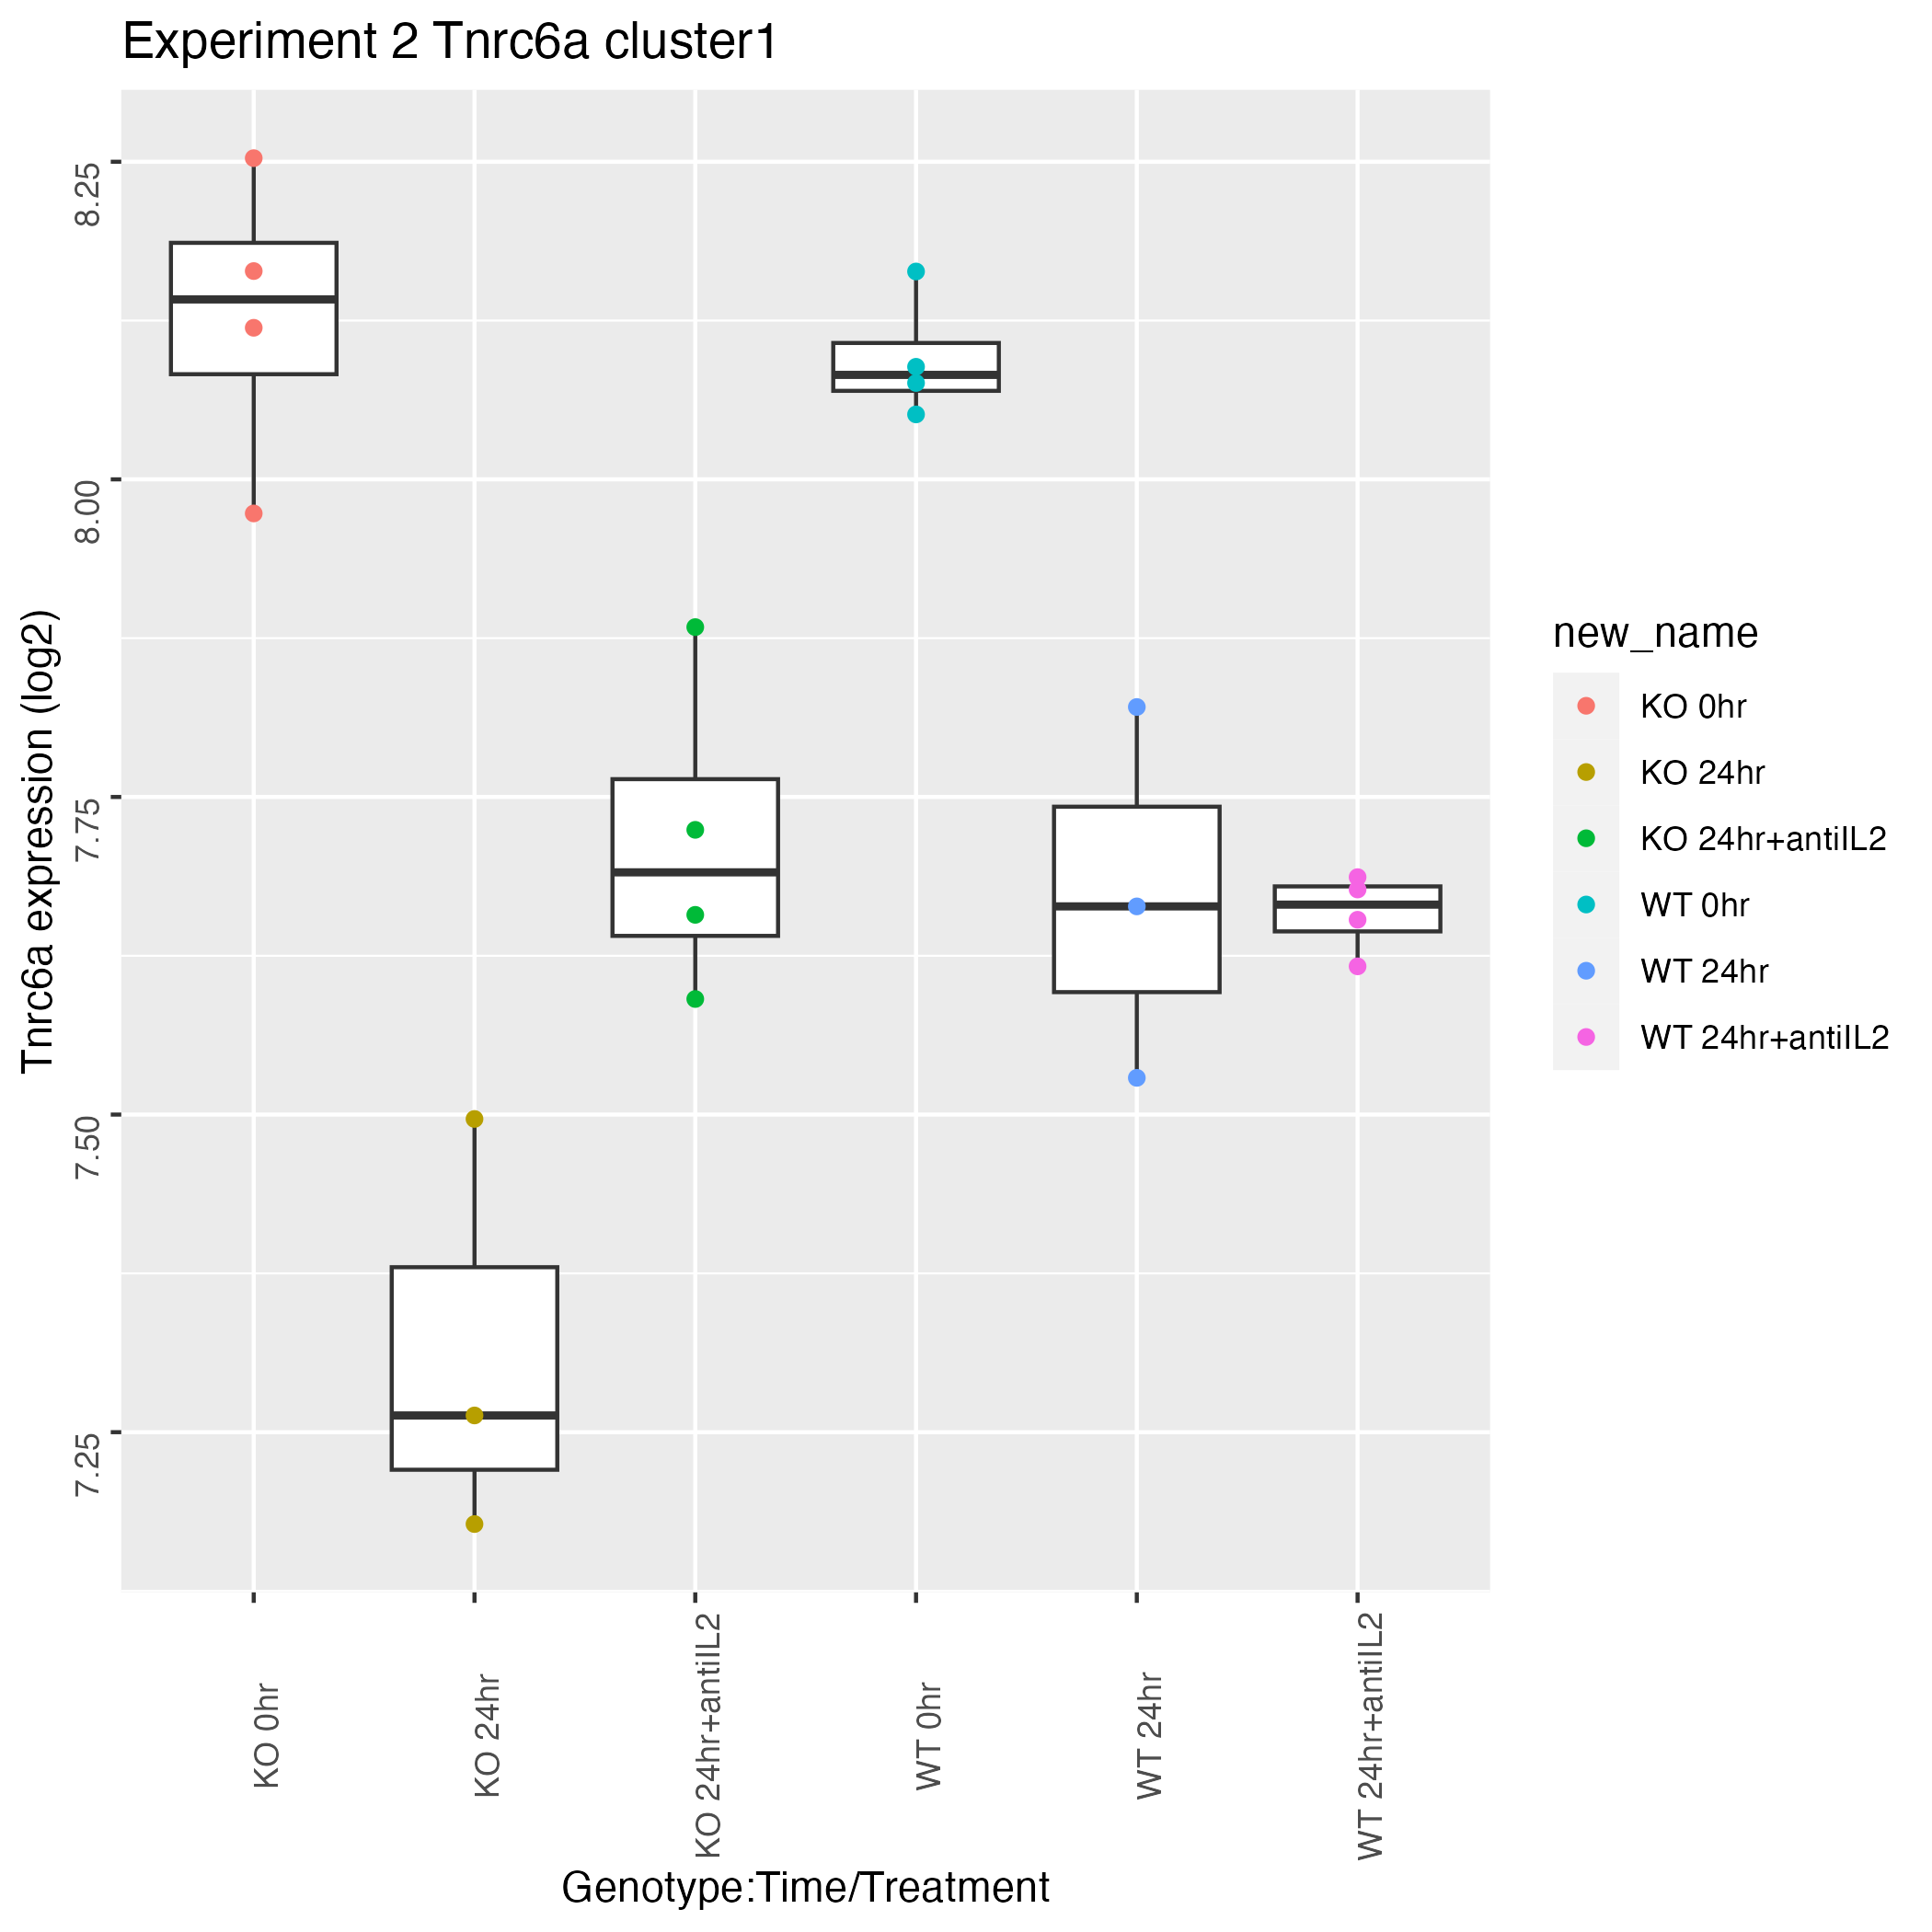 Experiment 2 Tnrc6a cluster1
Tnrc6a expression (log2)
8.25
8.00
7.75
7.50
7.25
KO 0hr
KO 24hr
KO 24hr+antiIL2
WT 0hr
WT 24hr
WT 24hr+antiIL2
Genotype:Time/Treatment
new_name
KO 0hr
KO 24hr
KO 24hr+antiIL2
WT 0hr
WT 24hr
WT 24hr+antiIL2